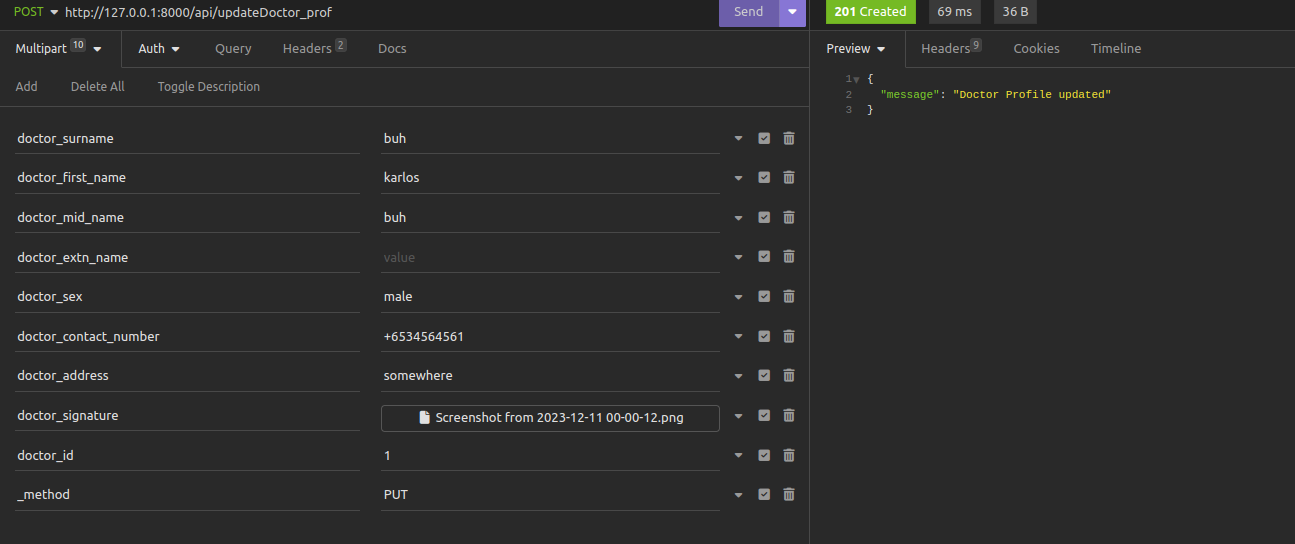 POST http://127.0.0.1:8000/api/updateDoctor_prof Send 201 Created 69 ms 36 B
Multipart 10 Auth Query Headers 2 Docs Preview Headers 9 Cookies Timeline
Add Delete All Toggle Description
1 {
2 "message": "Doctor Profile updated"
3 }
doctor_surname buh
doctor_first_name karlos
doctor_mid_name buh
doctor_extn_name value
doctor_sex male
doctor_contact_number +6534564561
doctor_address somewhere
doctor_signature Screenshot from 2023-12-11 00-00-12.png
doctor_id 1
_method PUT